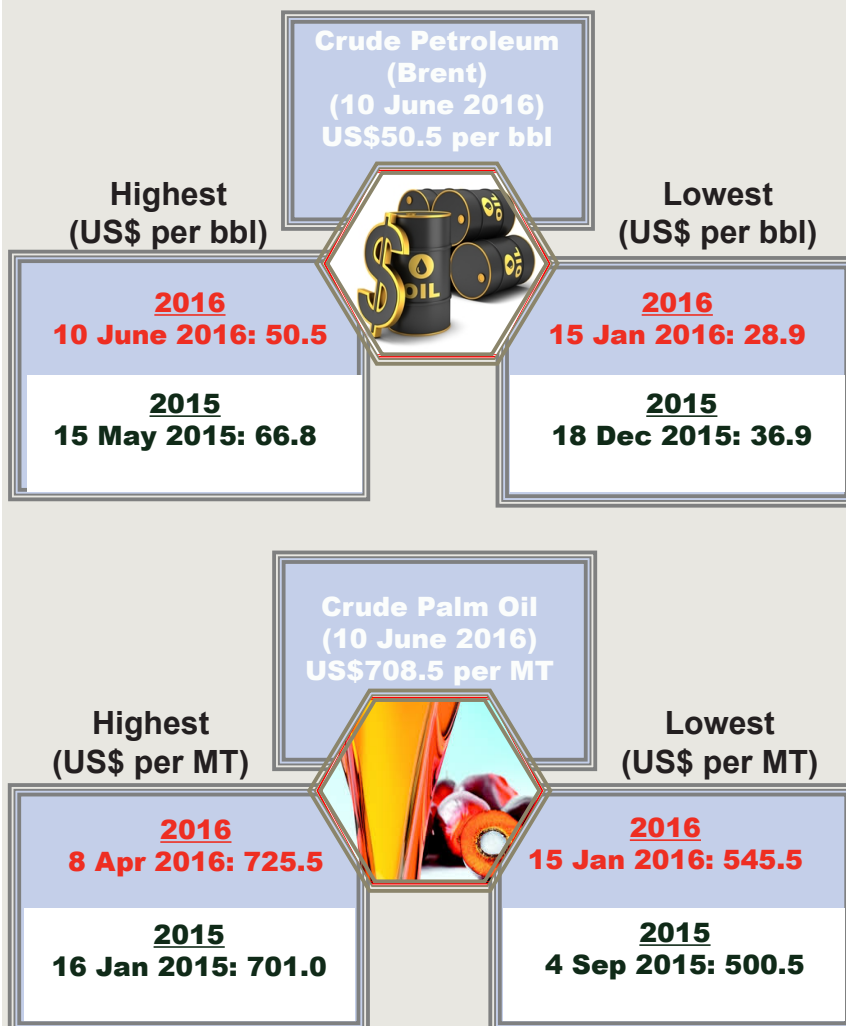 Crude Petroleum
(Brent)
(10 June 2016)
US$50.5 per bbl
Highest
(US$ per bbl)
Lowest
(US$ per bbl)
OIL
OIL
OIL
2016
10 June 2016: 50.5
2016
15 Jan 2016: 28.9
2015
15 May 2015: 66.8
2015
18 Dec 2015: 36.9
Crude Palm Oil
(10 June 2016)
US$708.5 per MT
Highest
(US$ per MT)
Lowest
(US$ per MT)
2016
8 Apr 2016: 725.5
2016
15 Jan 2016: 545.5
2015
16 Jan 2015: 701.0
2015
4 Sep 2015: 500.5